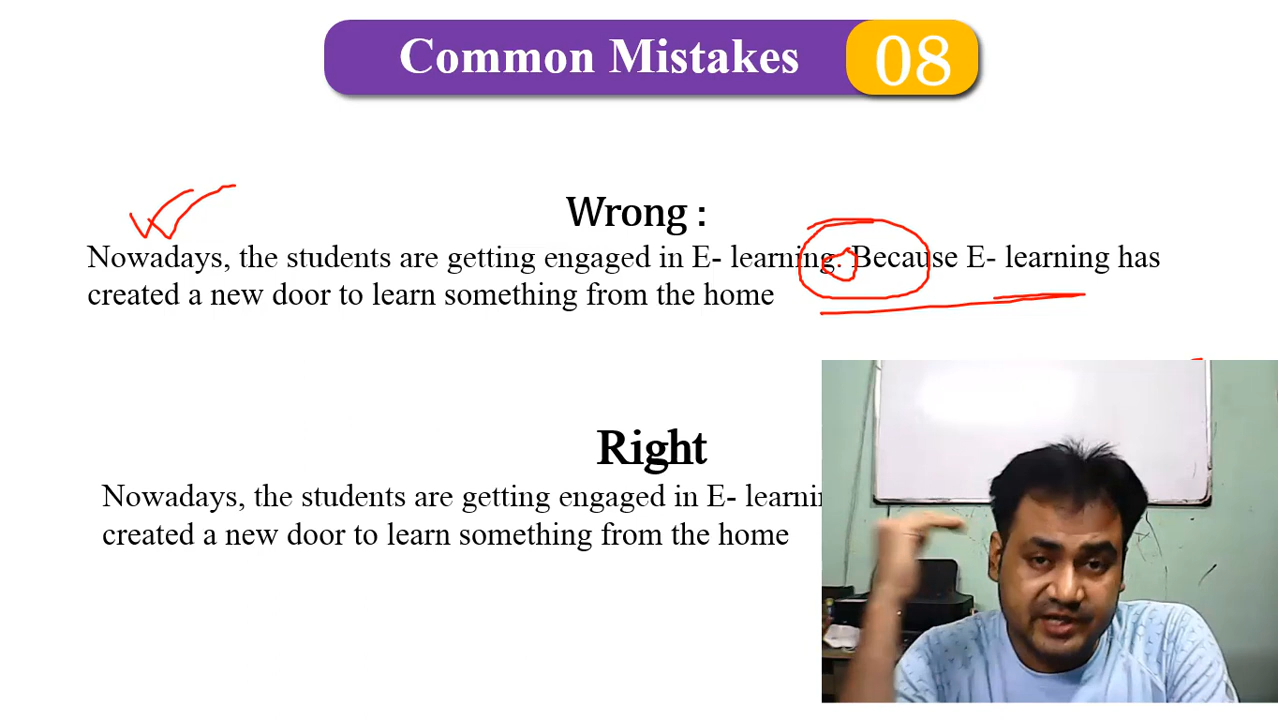 Common Mistakes 08
Wrong :
Nowadays, the students are getting engaged in E- learning. Because E- learning has
created a new door to learn something from the home
Right
Nowadays, the students are getting engaged in E-
created a new door to learn something from the home